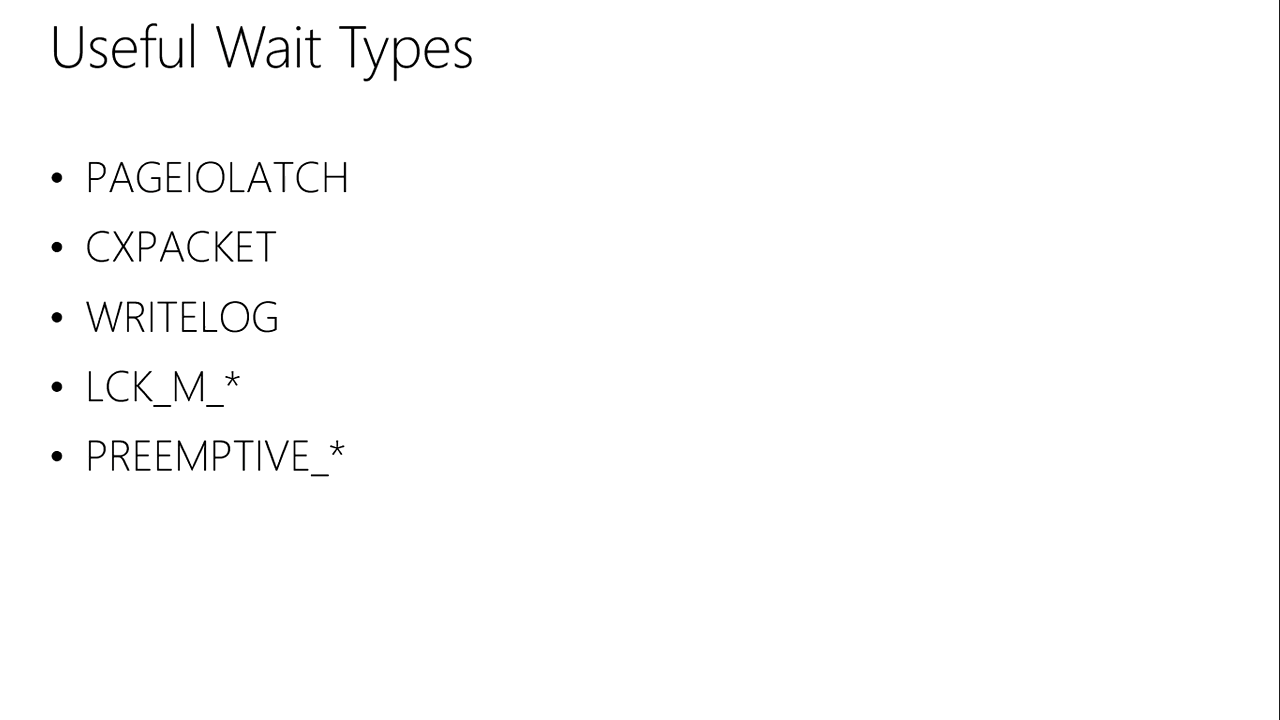 Useful Wait Types
• PAGEIOLATCH
• CXPACKET
• WRITELOG
• LCK_M_*
• PREEMPTIVE_*